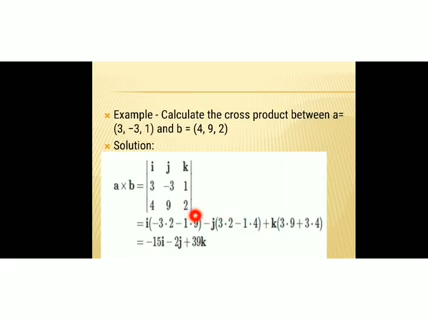 Example - Calculate the cross product between a=
(3, −3, 1) and b = (4, 9, 2)
Solution:
i j k
a × b = 3 −3 1
4 9 2
= i(−3·2 − 1·9) − j(3·2 − 1·4) + k(3·9 + 3·4)
= −15i − 2j + 39k